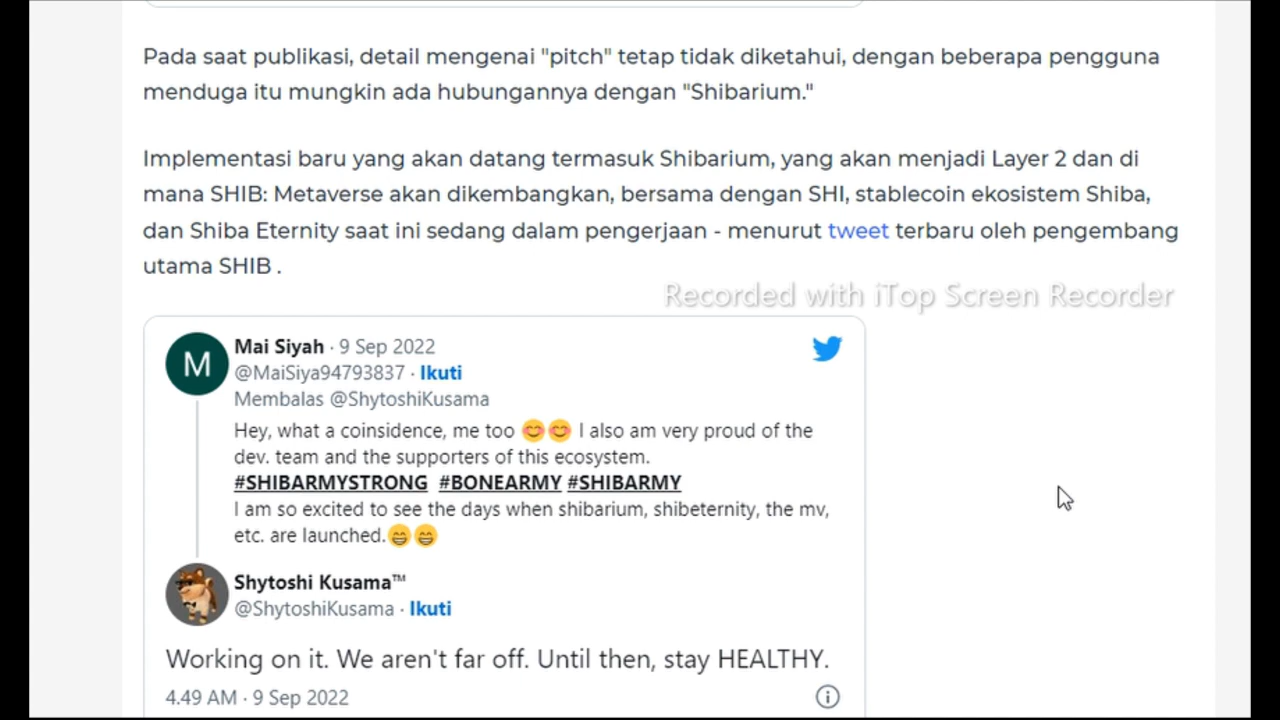 Pada saat publikasi, detail mengenai "pitch" tetap tidak diketahui, dengan beberapa pengguna
menduga itu mungkin ada hubungannya dengan "Shibarium."
Implementasi baru yang akan datang termasuk Shibarium, yang akan menjadi Layer 2 dan di
mana SHIB: Metaverse akan dikembangkan, bersama dengan SHI, stablecoin ekosistem Shiba,
dan Shiba Eternity saat ini sedang dalam pengerjaan - menurut tweet terbaru oleh pengembang
utama SHIB .
Recorded with iTop Screen Recorder
M
Mai Siyah · 9 Sep 2022
@MaiSiya94793837 · Ikuti
Membalas @ShytoshiKusama
Hey, what a coinsidence, me too 😊😊 I also am very proud of the
dev. team and the supporters of this ecosystem.
#SHIBARMYSTRONG #BONEARMY #SHIBARMY
I am so excited to see the days when shibarium, shibeternity, the mv,
etc. are launched.😁😁
Shytoshi Kusama™
@ShytoshiKusama · Ikuti
Working on it. We aren't far off. Until then, stay HEALTHY.
4.49 AM · 9 Sep 2022